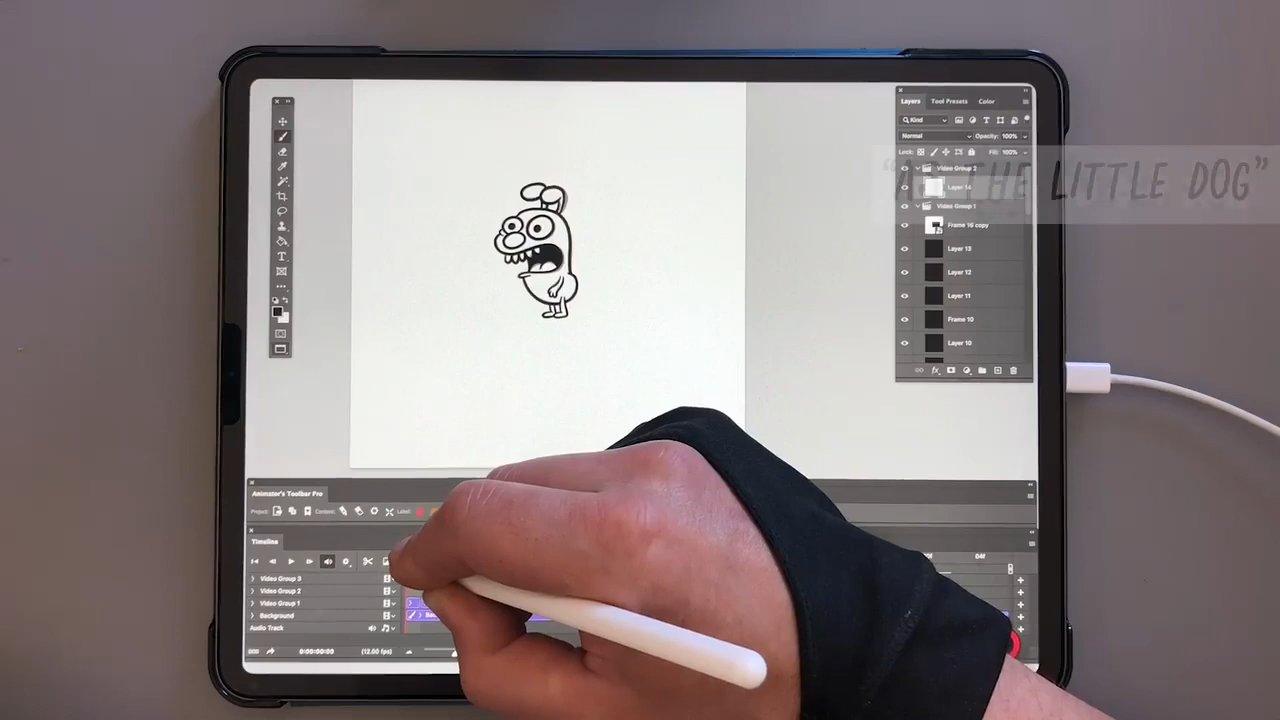 Layers Tool Presets Color
Kind
Normal Opacity: 100%
Lock: Fill: 100%
Video Group 2
Layer 14
THE LITTLE DOG”
Video Group 1
Frame 16 copy
Layer 13
Layer 12
Layer 11
Frame 10
Layer 10
Animator's Toolbar Pro
Project: Content: Label:
Timeline
04f
Video Group 3
Video Group 2
Video Group 1
Background
Audio Track
0:00:00:00 (12.00 fps)